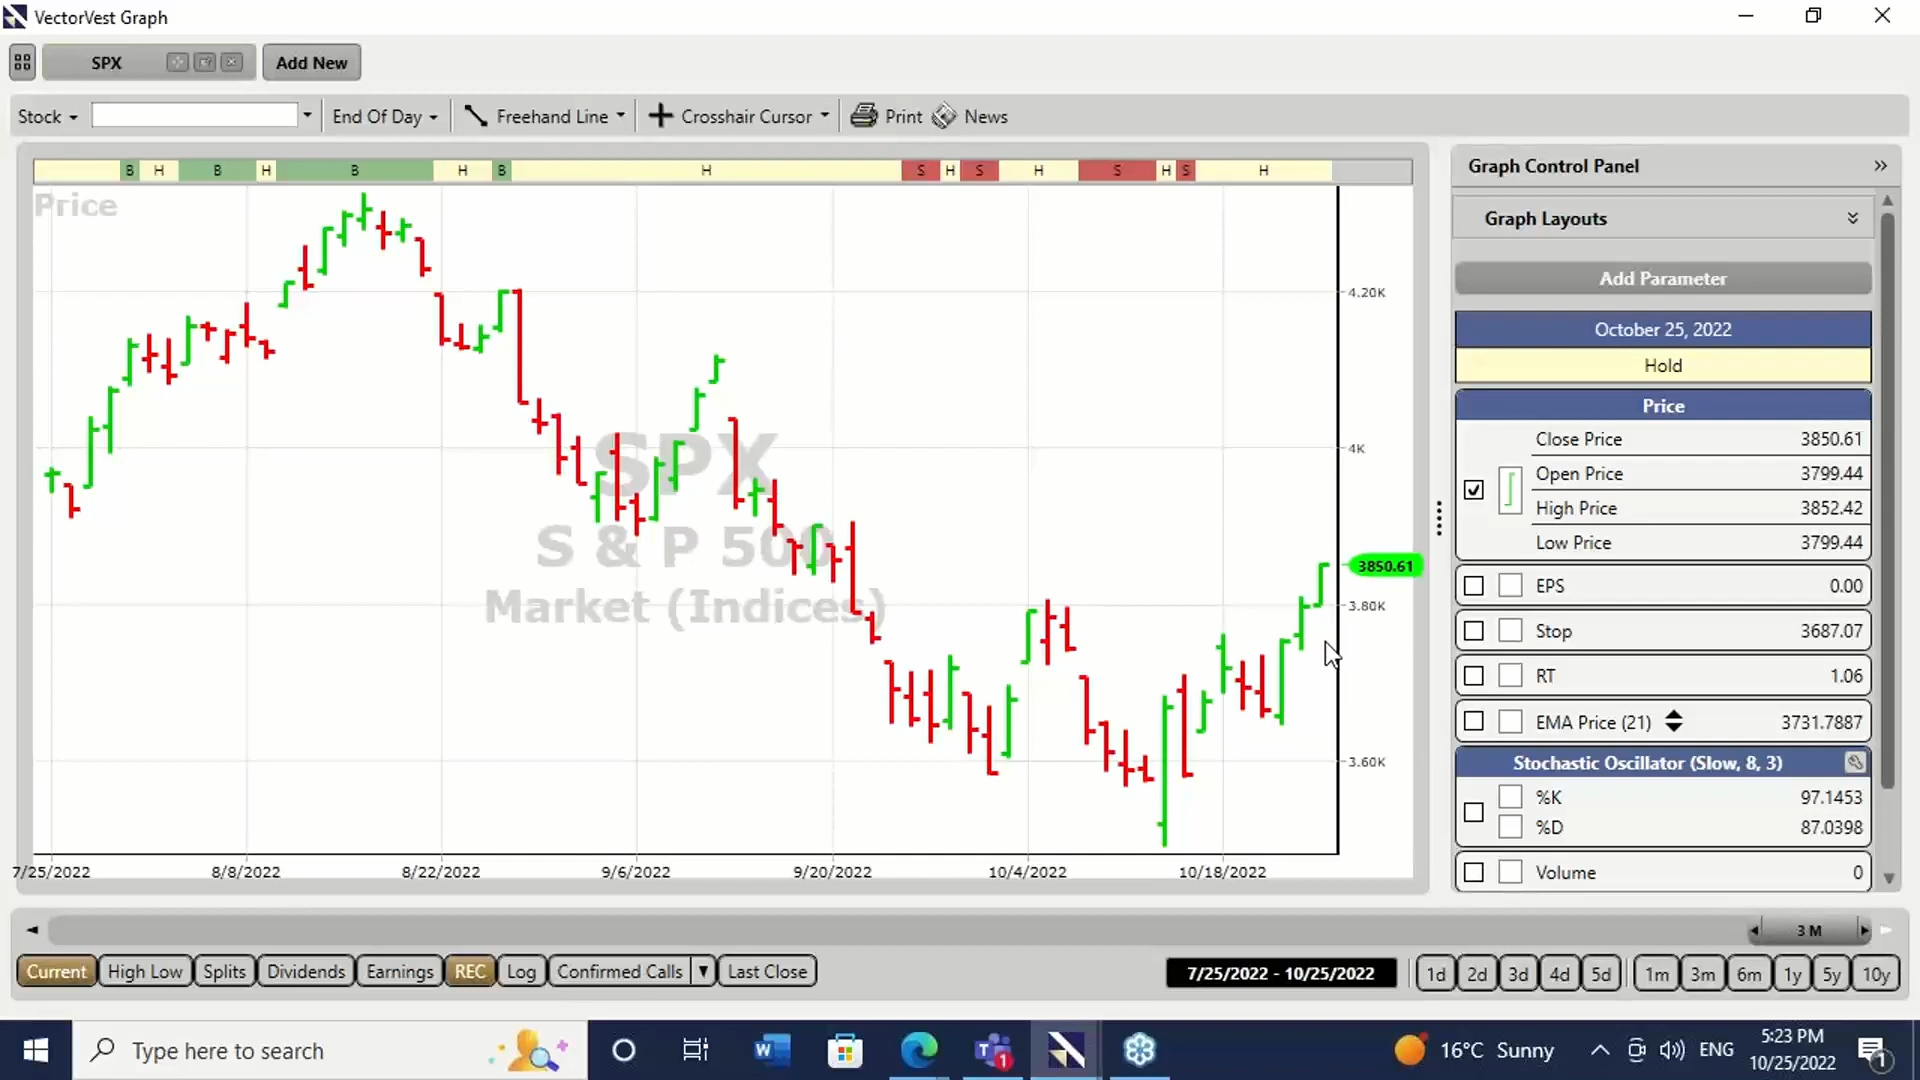 VectorVest Graph
SPX
Add New
Stock
End Of Day
Freehand Line
Crosshair Cursor
Print
News
B H B H B H B H S H S H S H S H
Price
SPX
S & P 500
Market (Indices)
4.20K
4K
3850.61
3.80K
3.60K
7/25/2022 8/8/2022 8/22/2022 9/6/2022 9/20/2022 10/4/2022 10/18/2022
Graph Control Panel
Graph Layouts
Add Parameter
October 25, 2022
Hold
Price
Close Price 3850.61
Open Price 3799.44
High Price 3852.42
Low Price 3799.44
EPS 0.00
Stop 3687.07
RT 1.06
EMA Price (21) 3731.7887
Stochastic Oscillator (Slow, 8, 3)
%K 97.1453
%D 87.0398
Volume 0
3 M
Current High Low Splits Dividends Earnings REC Log Confirmed Calls Last Close
7/25/2022 - 10/25/2022
1d 2d 3d 4d 5d 1m 3m 6m 1y 5y 10y
Type here to search
16°C Sunny
ENG
5:23 PM
10/25/2022
1
1